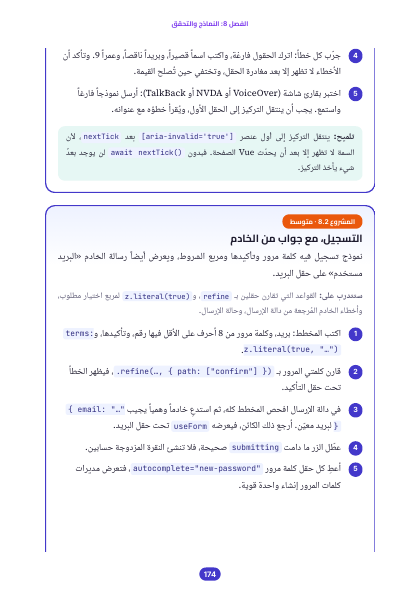 الفصل 8: النماذج والتحقق
4 جرّب كل خطأ: اترك الحقول فارغة، واكتب اسماً قصيراً، وبريداً ناقصاً، وعمراً 9. وتأكد أن
الأخطاء لا تظهر إلا بعد مغادرة الحقل، وتختفي حين تُصلح القيمة.
5 اختبر بقارئ شاشة (VoiceOver أو NVDA أو TalkBack): أرسل نموذجاً فارغاً
واستمع. يجب أن ينتقل التركيز إلى الحقل الأول، ويُقرأ خطؤه مع عنوانه.
تلميح: ينتقل التركيز إلى أول عنصر [aria-invalid='true'] بعد nextTick، لأن
السمة لا تظهر إلا بعد أن يحدّث Vue الصفحة. فبدون await nextTick() لن يوجد بعدُ
شيء يأخذ التركيز.
المشروع 8.2 · متوسط
التسجيل، مع جواب من الخادم
نموذج تسجيل فيه كلمة مرور وتأكيدها ومربع الشروط، ويعرض أيضاً رسالة الخادم «البريد
مستخدم» على حقل البريد.
ستتدرب على: القواعد التي تقارن حقلين بـ refine، و z.literal(true) لمربع اختيار مطلوب،
وأخطاء الخادم المُرجعة من دالة الإرسال، وحالة الإرسال.
1 اكتب المخطط: بريد، وكلمة مرور من 8 أحرف على الأقل فيها رقم، وتأكيدها، و terms:
z.literal(true, "…").
2 قارن كلمتي المرور بـ .refine(…, { path: ["confirm"] })، فيظهر الخطأ
تحت حقل التأكيد.
3 في دالة الإرسال افحص المخطط كله، ثم استدعِ خادماً وهمياً يجيب { email: "…"
} لبريد معيّن. أرجع ذلك الكائن، فيعرضه useForm تحت حقل البريد.
4 عطّل الزر ما دامت submitting صحيحة، فلا تنشئ النقرة المزدوجة حسابين.
5 أعطِ كل حقل كلمة مرور autocomplete="new-password"، فتعرض مديرات
كلمات المرور إنشاء واحدة قوية.
174